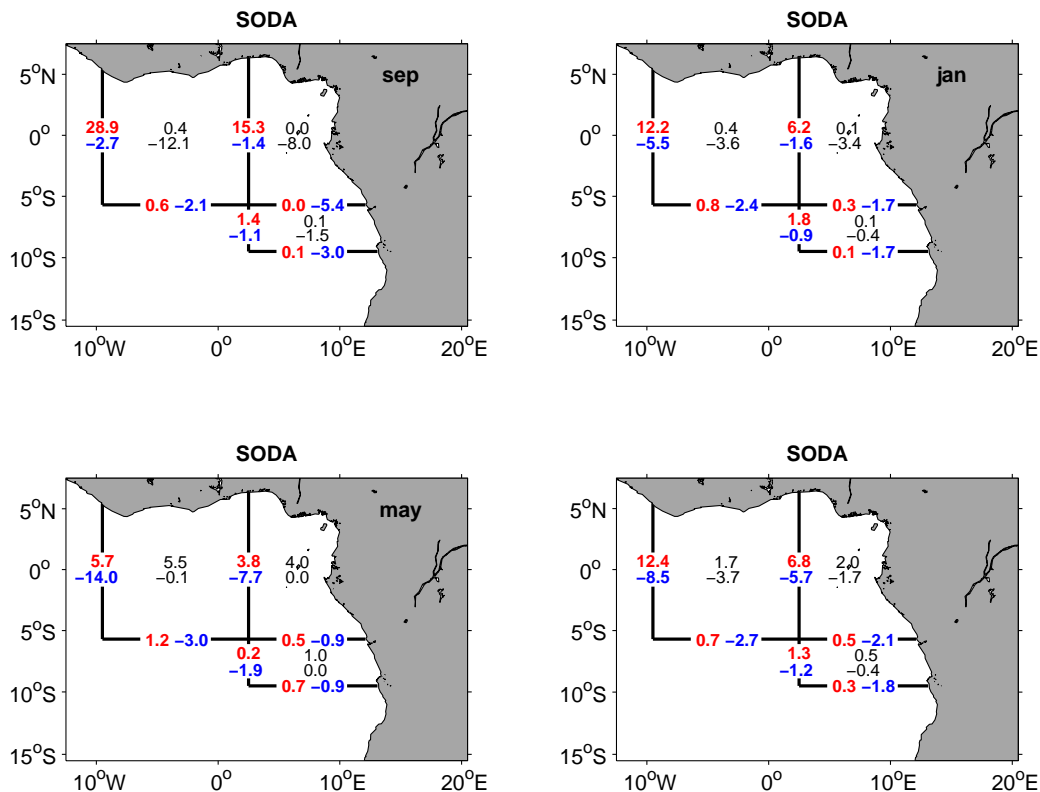 SODA
sep
5°N
0°
5°S
10°S
15°S
28.9 0.4 15.3 0.0
−2.7 −12.1 −1.4 −8.0
0.6 −2.1 0.0 −5.4
1.4 0.1
−1.1 −1.5
0.1 −3.0
10°W 0° 10°E 20°E
SODA
jan
5°N
0°
5°S
10°S
15°S
12.2 0.4 6.2 0.1
−5.5 −3.6 −1.6 −3.4
0.8 −2.4 0.3 −1.7
1.8 0.1
−0.9 −0.4
0.1 −1.7
10°W 0° 10°E 20°E
SODA
may
5°N
0°
5°S
10°S
15°S
5.7 5.5 3.8 4.0
−14.0 −0.1 −7.7 0.0
1.2 −3.0 0.5 −0.9
0.2 1.0
−1.9 0.0
0.7 −0.9
10°W 0° 10°E 20°E
SODA
5°N
0°
5°S
10°S
15°S
12.4 1.7 6.8 2.0
−8.5 −3.7 −5.7 −1.7
0.7 −2.7 0.5 −2.1
1.3 0.5
−1.2 −0.4
0.3 −1.8
10°W 0° 10°E 20°E